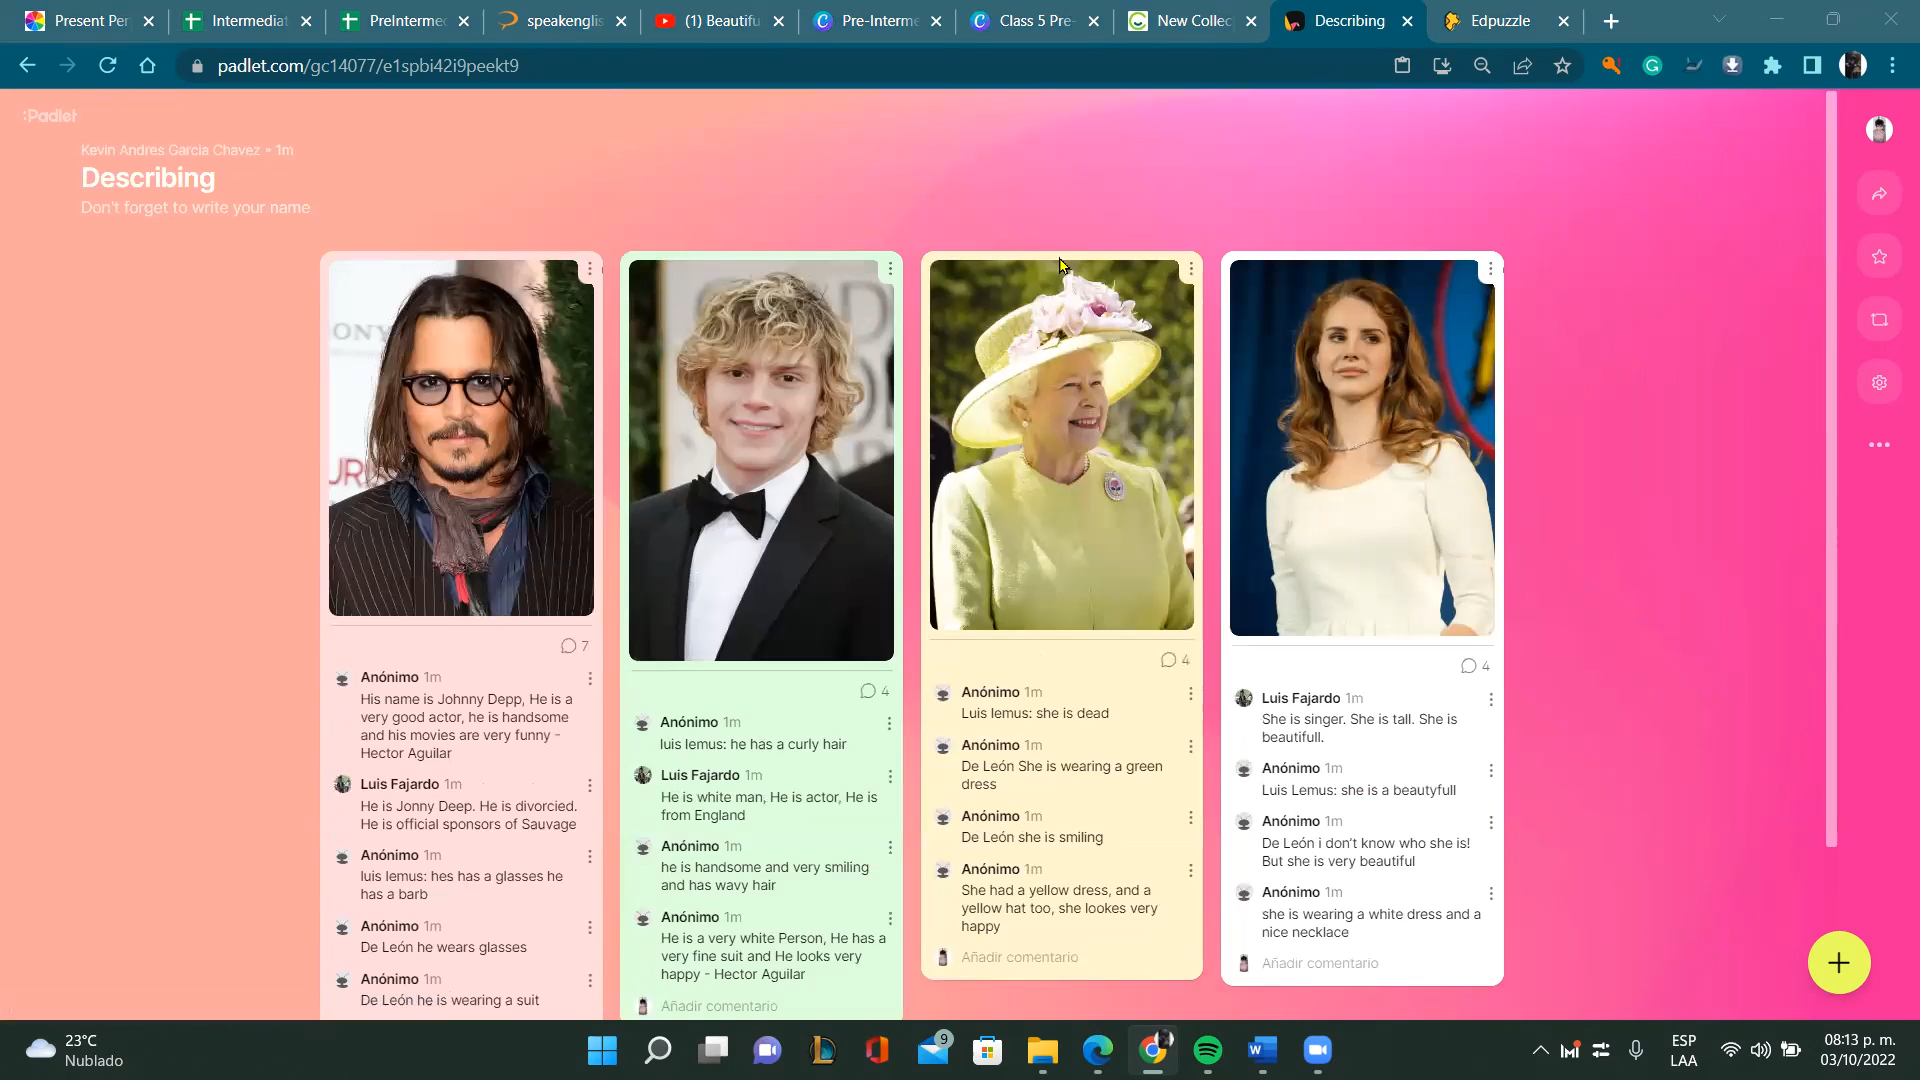 Present Per
Intermediat
PreIntermed
speakenglis
(1) Beautifu
Pre-Interme
Class 5 Pre-
New Collec
Describing
Edpuzzle
padlet.com/gc14077/e1spbi42i9peekt9
:Padlet
Kevin Andres Garcia Chavez • 1m
Describing
Don't forget to write your name
7
Anónimo 1m
His name is Johnny Depp, He is a
very good actor, he is handsome
and his movies are very funny -
Hector Aguilar
Luis Fajardo 1m
He is Jonny Deep. He is divorcied.
He is official sponsors of Sauvage
Anónimo 1m
luis lemus: hes has a glasses he
has a barb
Anónimo 1m
De León he wears glasses
Anónimo 1m
De León he is wearing a suit
4
Anónimo 1m
luis lemus: he has a curly hair
Luis Fajardo 1m
He is white man, He is actor, He is
from England
Anónimo 1m
he is handsome and very smiling
and has wavy hair
Anónimo 1m
He is a very white Person, He has a
very fine suit and He looks very
happy - Hector Aguilar
Añadir comentario
4
Anónimo 1m
Luis lemus: she is dead
Anónimo 1m
De León She is wearing a green
dress
Anónimo 1m
De León she is smiling
Anónimo 1m
She had a yellow dress, and a
yellow hat too, she lookes very
happy
Añadir comentario
4
Luis Fajardo 1m
She is singer. She is tall. She is
beautifull.
Anónimo 1m
Luis Lemus: she is a beautyfull
Anónimo 1m
De León i don't know who she is!
But she is very beautiful
Anónimo 1m
she is wearing a white dress and a
nice necklace
Añadir comentario
23°C
Nublado
9
ESP
LAA
08:13 p. m.
03/10/2022